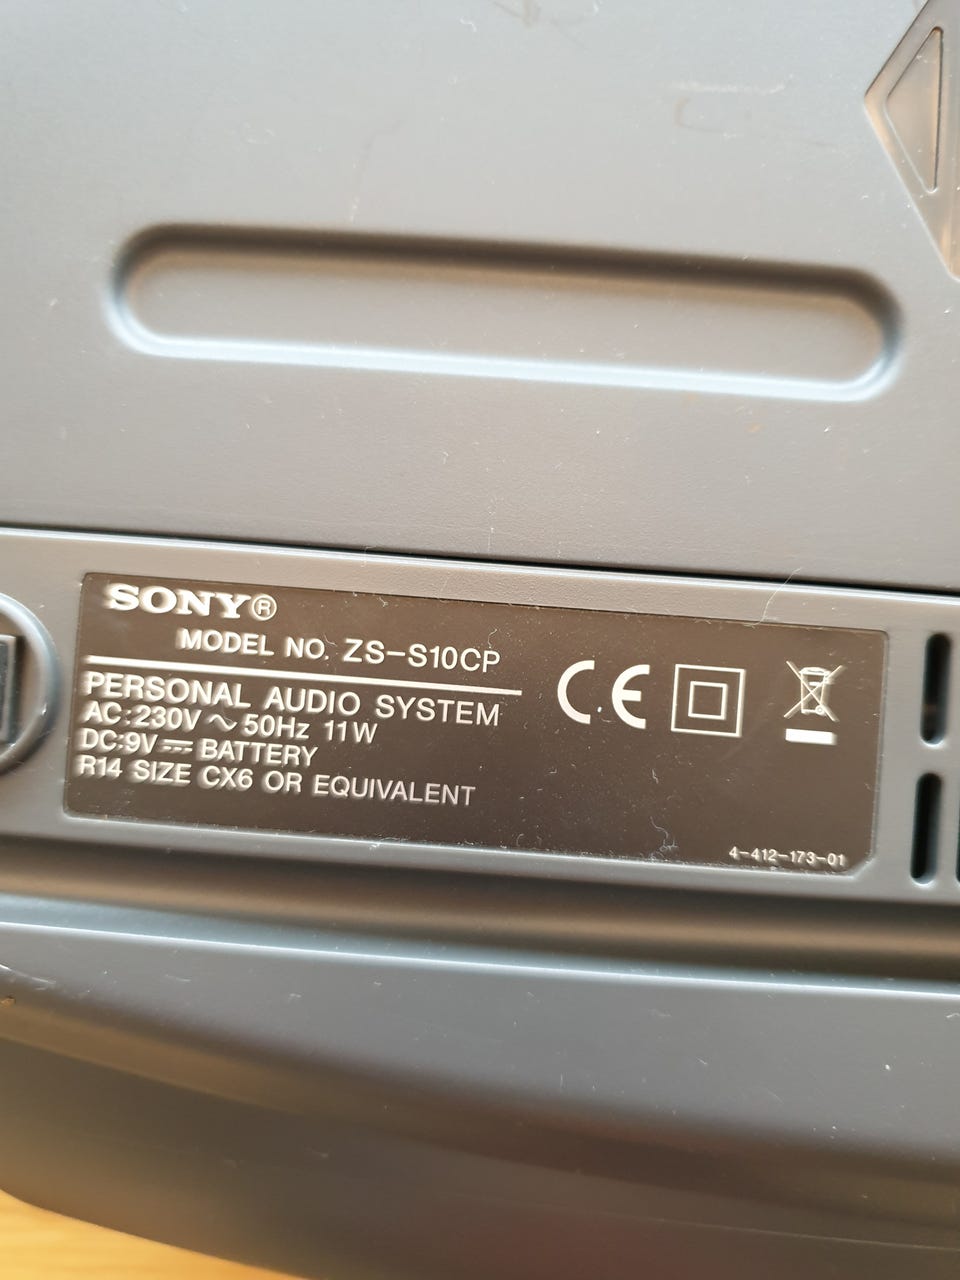 SONY®
MODEL NO. ZS-S10CP
PERSONAL AUDIO SYSTEM
AC:230V ~ 50Hz 11W
DC:9V ⎓ BATTERY
R14 SIZE CX6 OR EQUIVALENT
CE
4-412-173-01